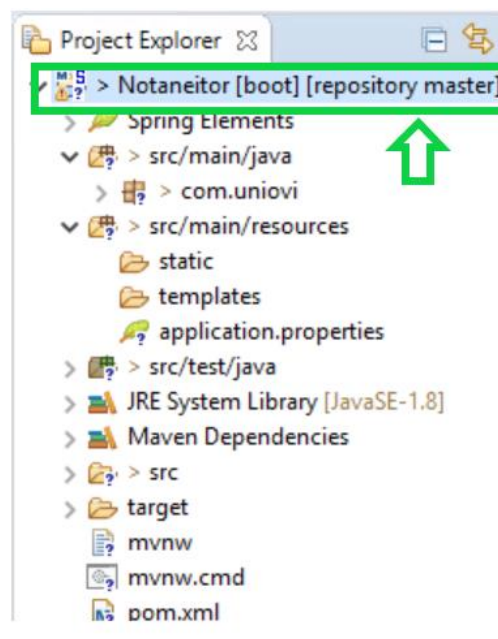 Project Explorer
> Notaneitor [boot] [repository master]
Spring Elements
> src/main/java
> com.uniovi
> src/main/resources
static
templates
application.properties
> src/test/java
JRE System Library [JavaSE-1.8]
Maven Dependencies
> src
target
mvnw
mvnw.cmd
pom.xml